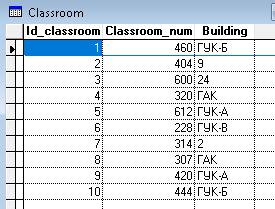 Classroom
Id_classroom Classroom_num Building
1 460 ГУК-Б
2 404 9
3 600 24
4 320 ГАК
5 612 ГУК-А
6 228 ГУК-В
7 314 2
8 307 ГАК
9 420 ГУК-А
10 444 ГУК-Б